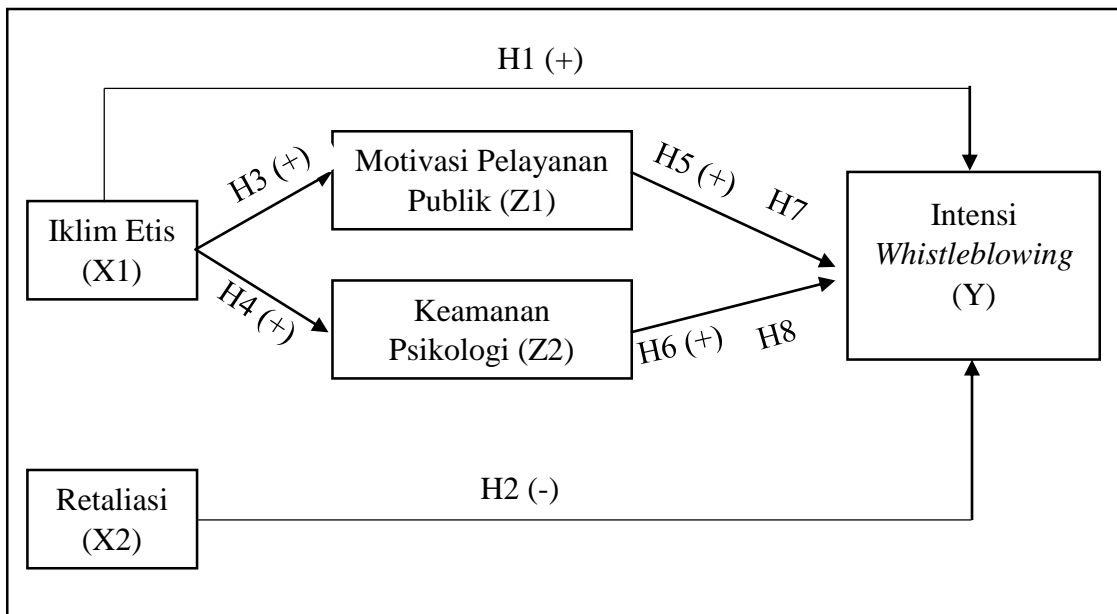 H1 (+)
H3 (+)
Motivasi Pelayanan
Publik (Z1)
H5 (+)
H7
Iklim Etis
(X1)
Intensi
Whistleblowing
(Y)
H4 (+)
Keamanan
Psikologi (Z2)
H6 (+)
H8
Retaliasi
(X2)
H2 (-)